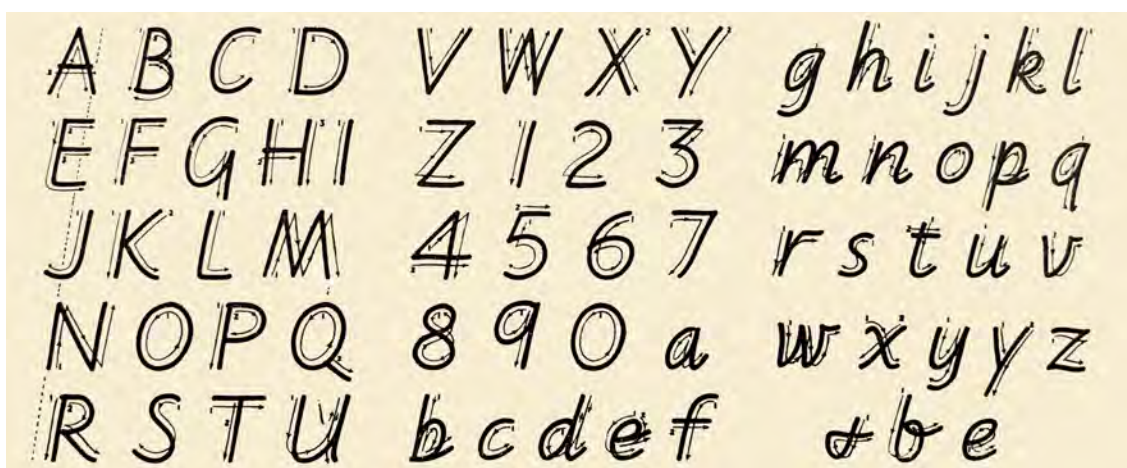 A B C D
E F G H I
J K L M
N O P Q
R S T U
V W X Y
Z 1 2 3
4 5 6 7
8 9 0 a
b c d e f
g h i j k l
m n o p q
r s t u v
w x y y z
b e